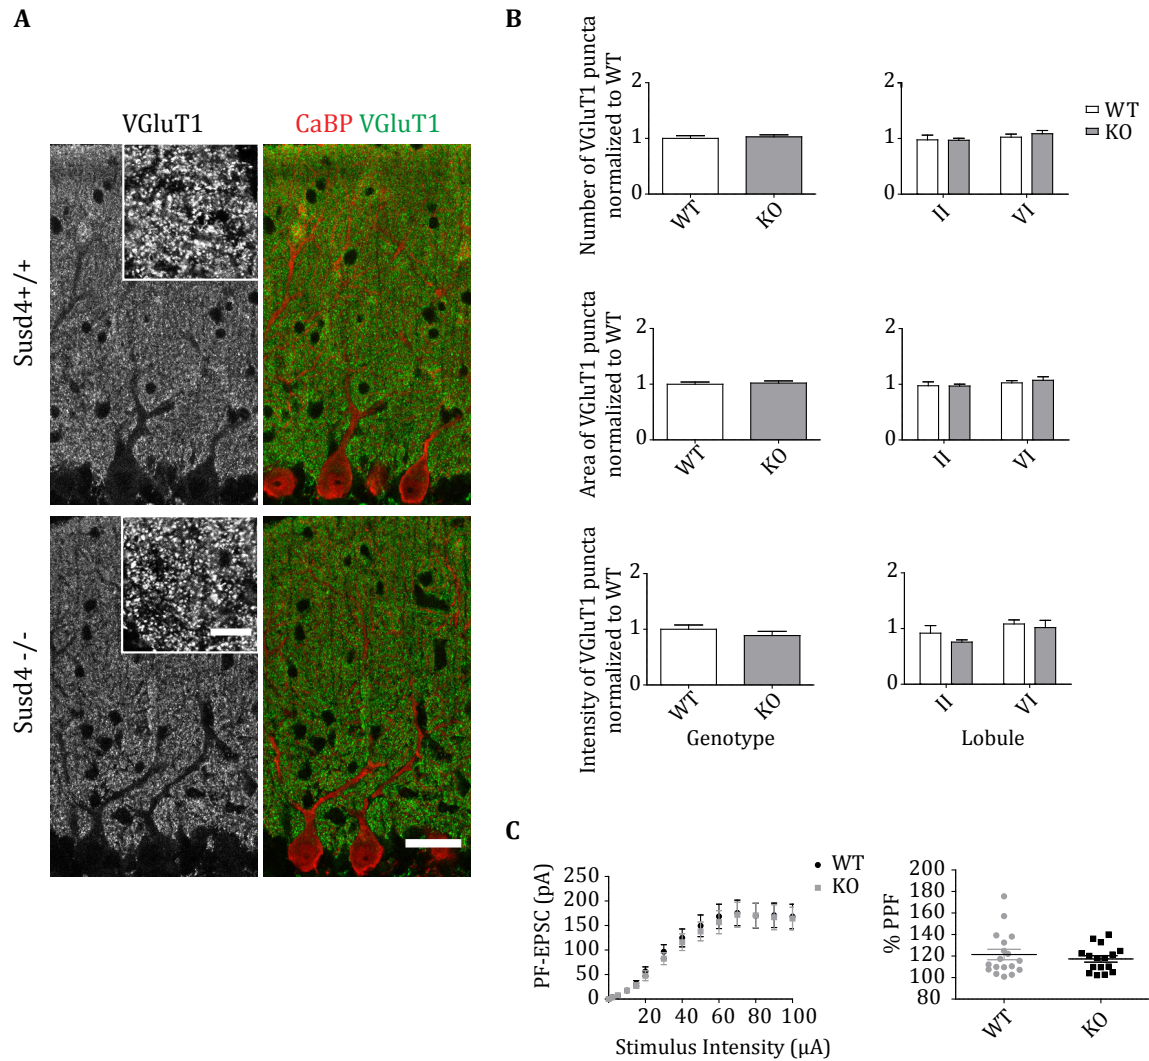 A
VGluT1
CaBP VGluT1
Susd4+/+
Susd4 -/-
B
Number of VGluT1 puncta
normalized to WT
2
1
0
WT
KO
2
1
0
II
VI
WT
KO
Area of VGluT1 puncta
normalized to WT
2
1
0
WT
KO
2
1
0
II
VI
Intensity of VGluT1 puncta
normalized to WT
2
1
0
WT
KO
Genotype
2
1
0
II
VI
Lobule
C
PF-EPSC (pA)
250
200
150
100
50
0
20 40 60 80 100
Stimulus Intensity (µA)
WT
KO
% PPF
200
180
160
140
120
100
80
WT
KO